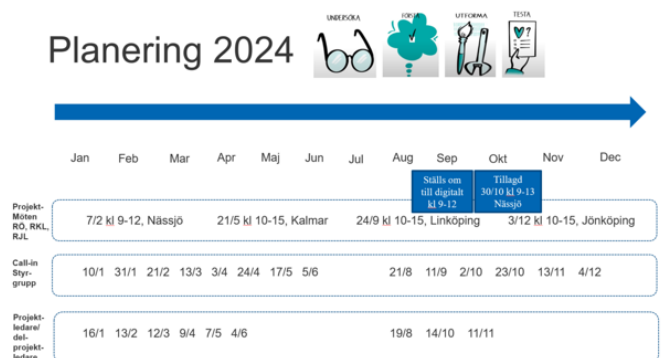 UNDERSÖKA FÖRSTÅ UTFORMA TESTA
Planering 2024
Jan Feb Mar Apr Maj Jun Jul Aug Sep Okt Nov Dec
Ställs om
till digitalt
kl 9-12
Tillagd
30/10 kl 9-13
Nässjö
Projekt-
Möten
RÖ, RKL,
RJL
7/2 kl 9-12, Nässjö 21/5 kl 10-15, Kalmar 24/9 kl 10-15, Linköping 3/12 kl 10-15, Jönköping
Call-in
Styr-
grupp
10/1 31/1 21/2 13/3 3/4 24/4 17/5 5/6 21/8 11/9 2/10 23/10 13/11 4/12
Projekt-
ledare/
del-
projekt-
ledare
16/1 13/2 12/3 9/4 7/5 4/6 19/8 14/10 11/11